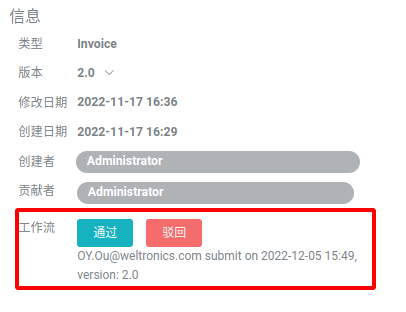 信息
类型 Invoice
版本 2.0
修改日期 2022-11-17 16:36
创建日期 2022-11-17 16:29
创建者 Administrator
贡献者 Administrator
工作流 通过 驳回
OY.Ou@weltronics.com submit on 2022-12-05 15:49,
version: 2.0